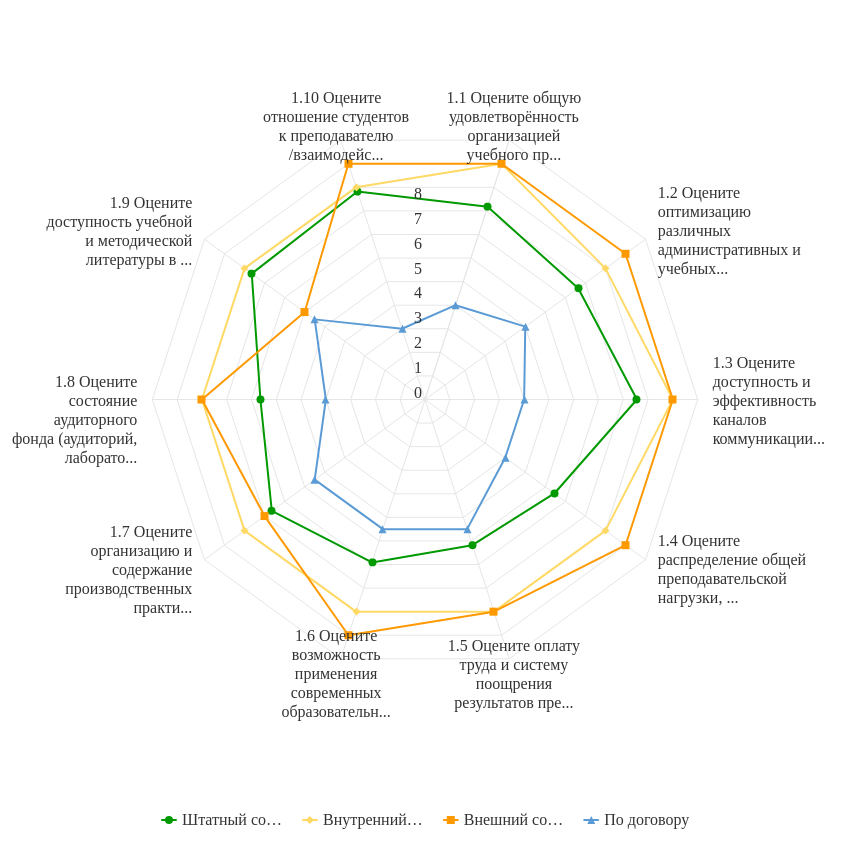 1.10 Оцените
отношение студентов
к преподавателю
/взаимодейс...
1.1 Оцените общую
удовлетворённость
организацией
учебного пр...
1.2 Оцените
оптимизацию
различных
административных и
учебных...
1.3 Оцените
доступность и
эффективность
каналов
коммуникации...
1.4 Оцените
распределение общей
преподавательской
нагрузки, ...
1.5 Оцените оплату
труда и систему
поощрения
результатов пре...
1.6 Оцените
возможность
применения
современных
образовательн...
1.7 Оцените
организацию и
содержание
производственных
практи...
1.8 Оцените
состояние
аудиторного
фонда (аудиторий,
лаборато...
1.9 Оцените
доступность учебной
и методической
литературы в ...
8
7
6
5
4
3
2
1
0
Штатный со…
Внутренний…
Внешний со…
По договору